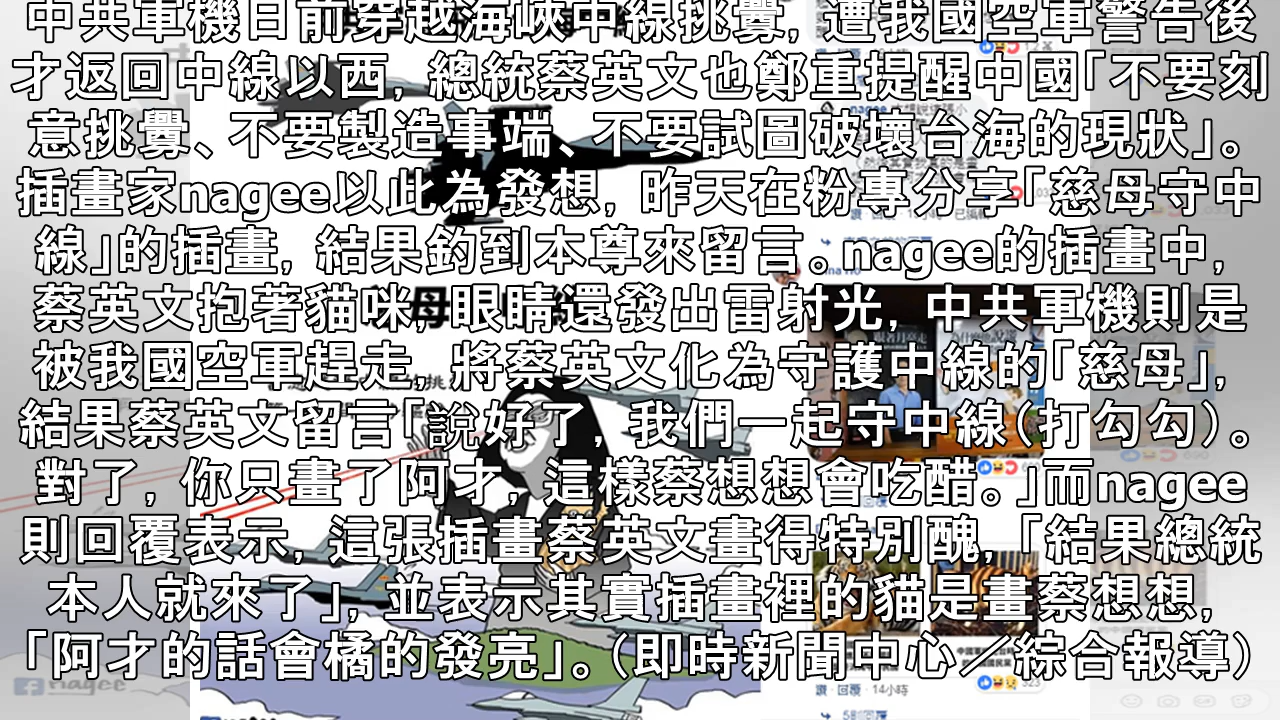 中共軍機日前穿越海峽中線挑釁，遭我國空軍警告後
才返回中線以西，總統蔡英文也鄭重提醒中國「不要刻
意挑釁、不要製造事端、不要試圖破壞台海的現狀」。
插畫家nagee以此為發想，昨天在粉專分享「慈母守中
線」的插畫，結果釣到本尊來留言。nagee的插畫中，
蔡英文抱著貓咪，眼睛還發出雷射光，中共軍機則是
被我國空軍趕走，將蔡英文化為守護中線的「慈母」，
結果蔡英文留言「說好了，我們一起守中線（打勾勾）。
對了，你只畫了阿才，這樣蔡想想會吃醋。」而nagee
則回覆表示，這張插畫蔡英文畫得特別醜，「結果總統
本人就來了」，並表示其實插畫裡的貓是畫蔡想想，
「阿才的話會橘的發亮」。（即時新聞中心／綜合報導）
nagee
讚 · 回覆 · 14小時